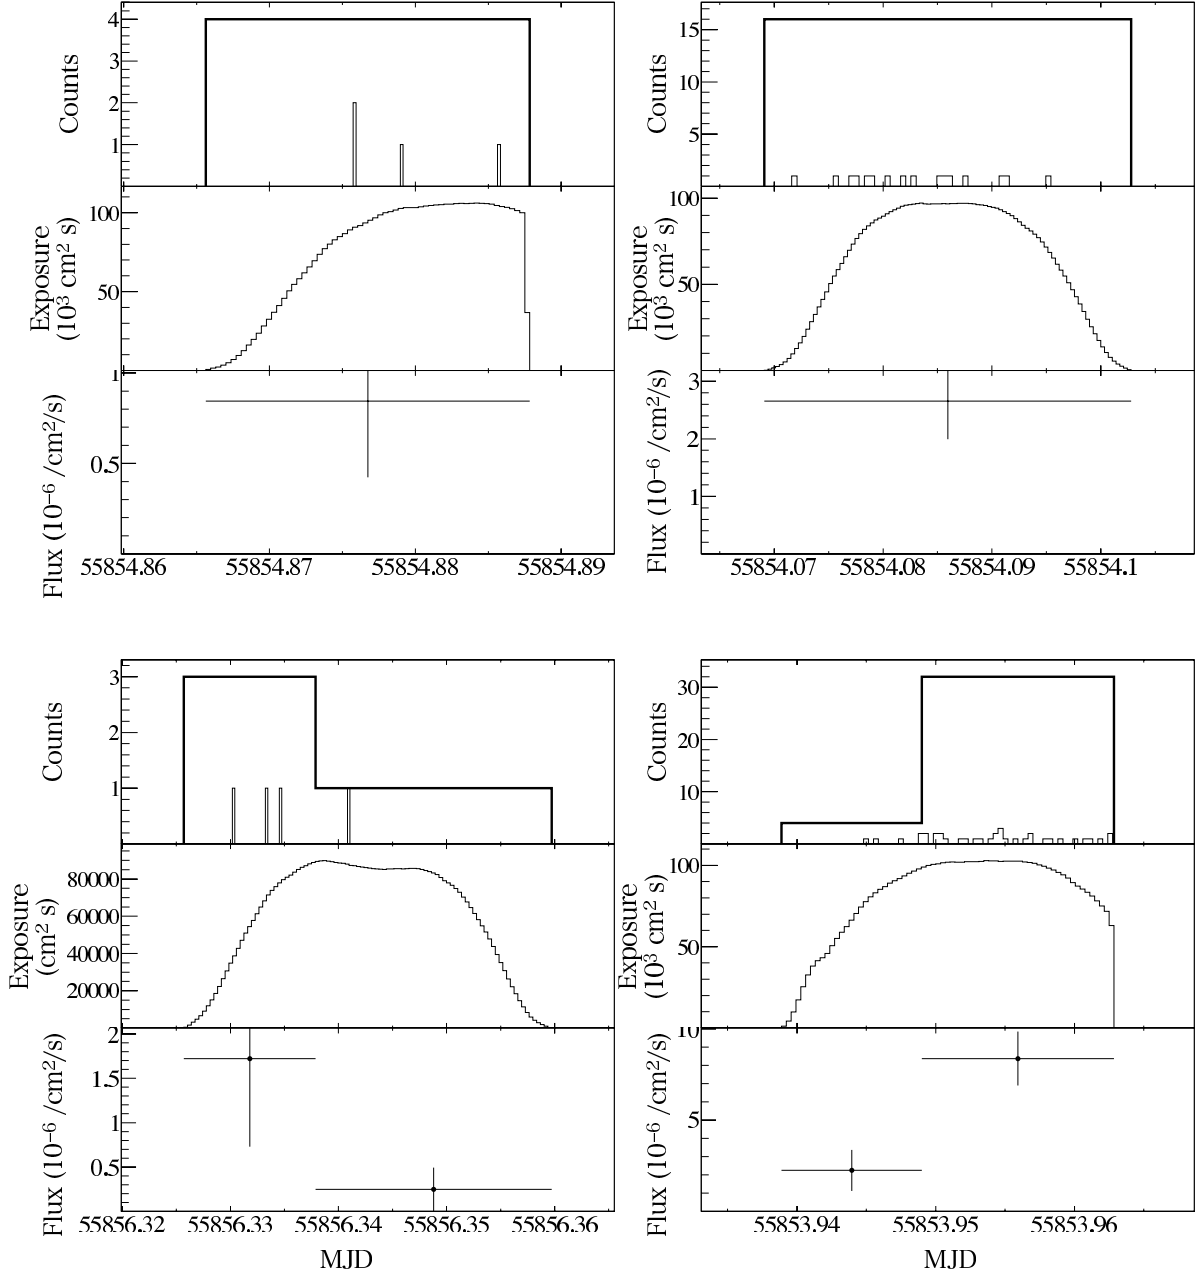 Counts
4
3
2
1
Exposure
(10³ cm² s)
100
50
Flux (10⁻⁶ /cm²/s)
1
0.5
55854.86 55854.87 55854.88 55854.89
Counts
15
10
5
Exposure
(10³ cm² s)
100
50
Flux (10⁻⁶ /cm²/s)
3
2
1
55854.07 55854.08 55854.09 55854.1
Counts
3
2
1
Exposure
(cm² s)
80000
60000
40000
20000
Flux (10⁻⁶ /cm²/s)
2
1.5
1
0.5
55856.32 55856.33 55856.34 55856.35 55856.36
MJD
Counts
30
20
10
Exposure
(10³ cm² s)
100
50
Flux (10⁻⁶ /cm²/s)
10
5
55853.94 55853.95 55853.96
MJD